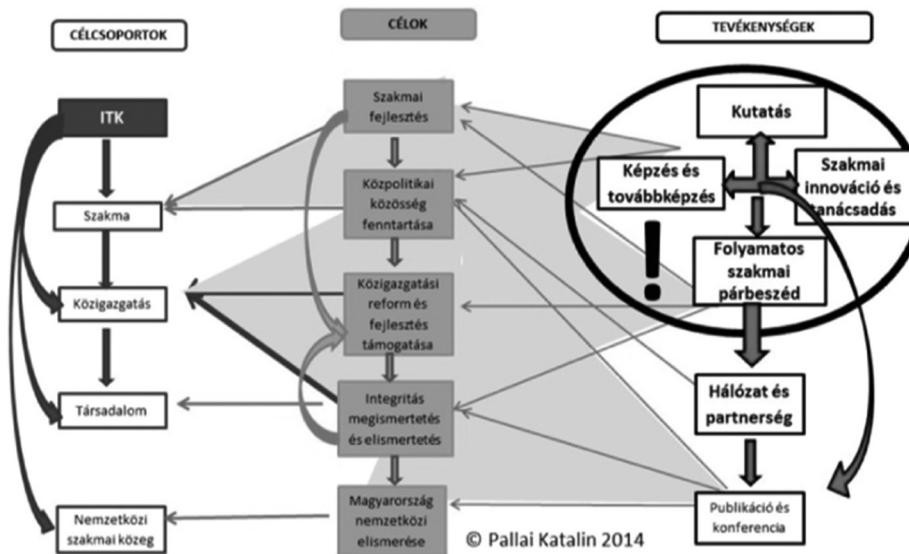 CÉLCSOPORTOK
CÉLOK
TEVÉKENYSÉGEK
ITK
Szakma
Közigazgatás
Társadalom
Nemzetközi
szakmai közeg
Szakmai
fejlesztés
Közpolitikai
közösség
fenntartása
Közigazgatási
reform és
fejlesztés
támogatása
Integritás
megismertetés
és elismertetés
Magyarország
nemzetközi
elismerése
Kutatás
Képzés és
továbbképzés
Szakmai
innováció és
tanácsadás
!
Folyamatos
szakmai
párbeszéd
Hálózat és
partnerség
Publikáció és
konferencia
© Pallai Katalin 2014